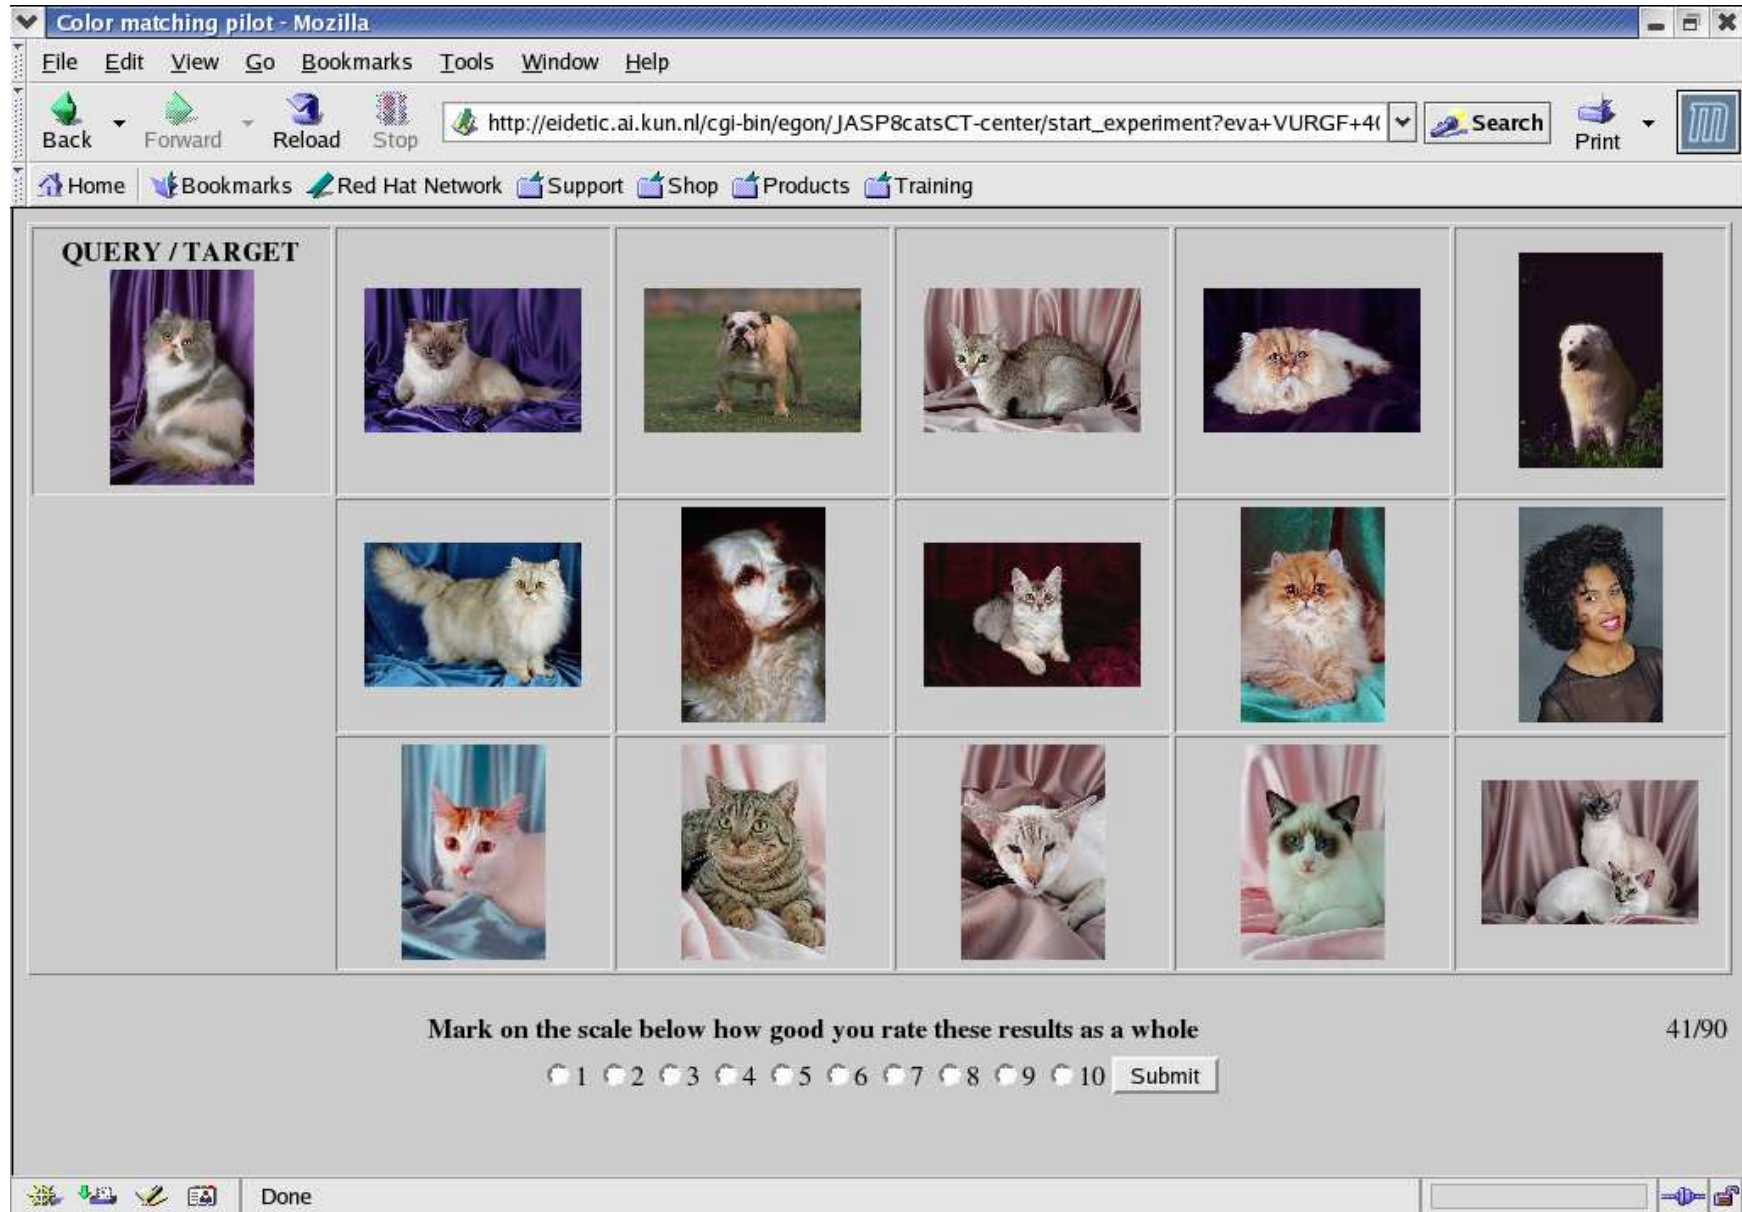 Color matching pilot - Mozilla
File Edit View Go Bookmarks Tools Window Help
Back Forward Reload Stop http://eidetic.ai.kun.nl/cgi-bin/egon/JASP8catsCT-center/start_experiment?eva+VURGF+4( Search Print
Home Bookmarks Red Hat Network Support Shop Products Training
QUERY / TARGET
Mark on the scale below how good you rate these results as a whole 41/90
1 2 3 4 5 6 7 8 9 10 Submit
Done